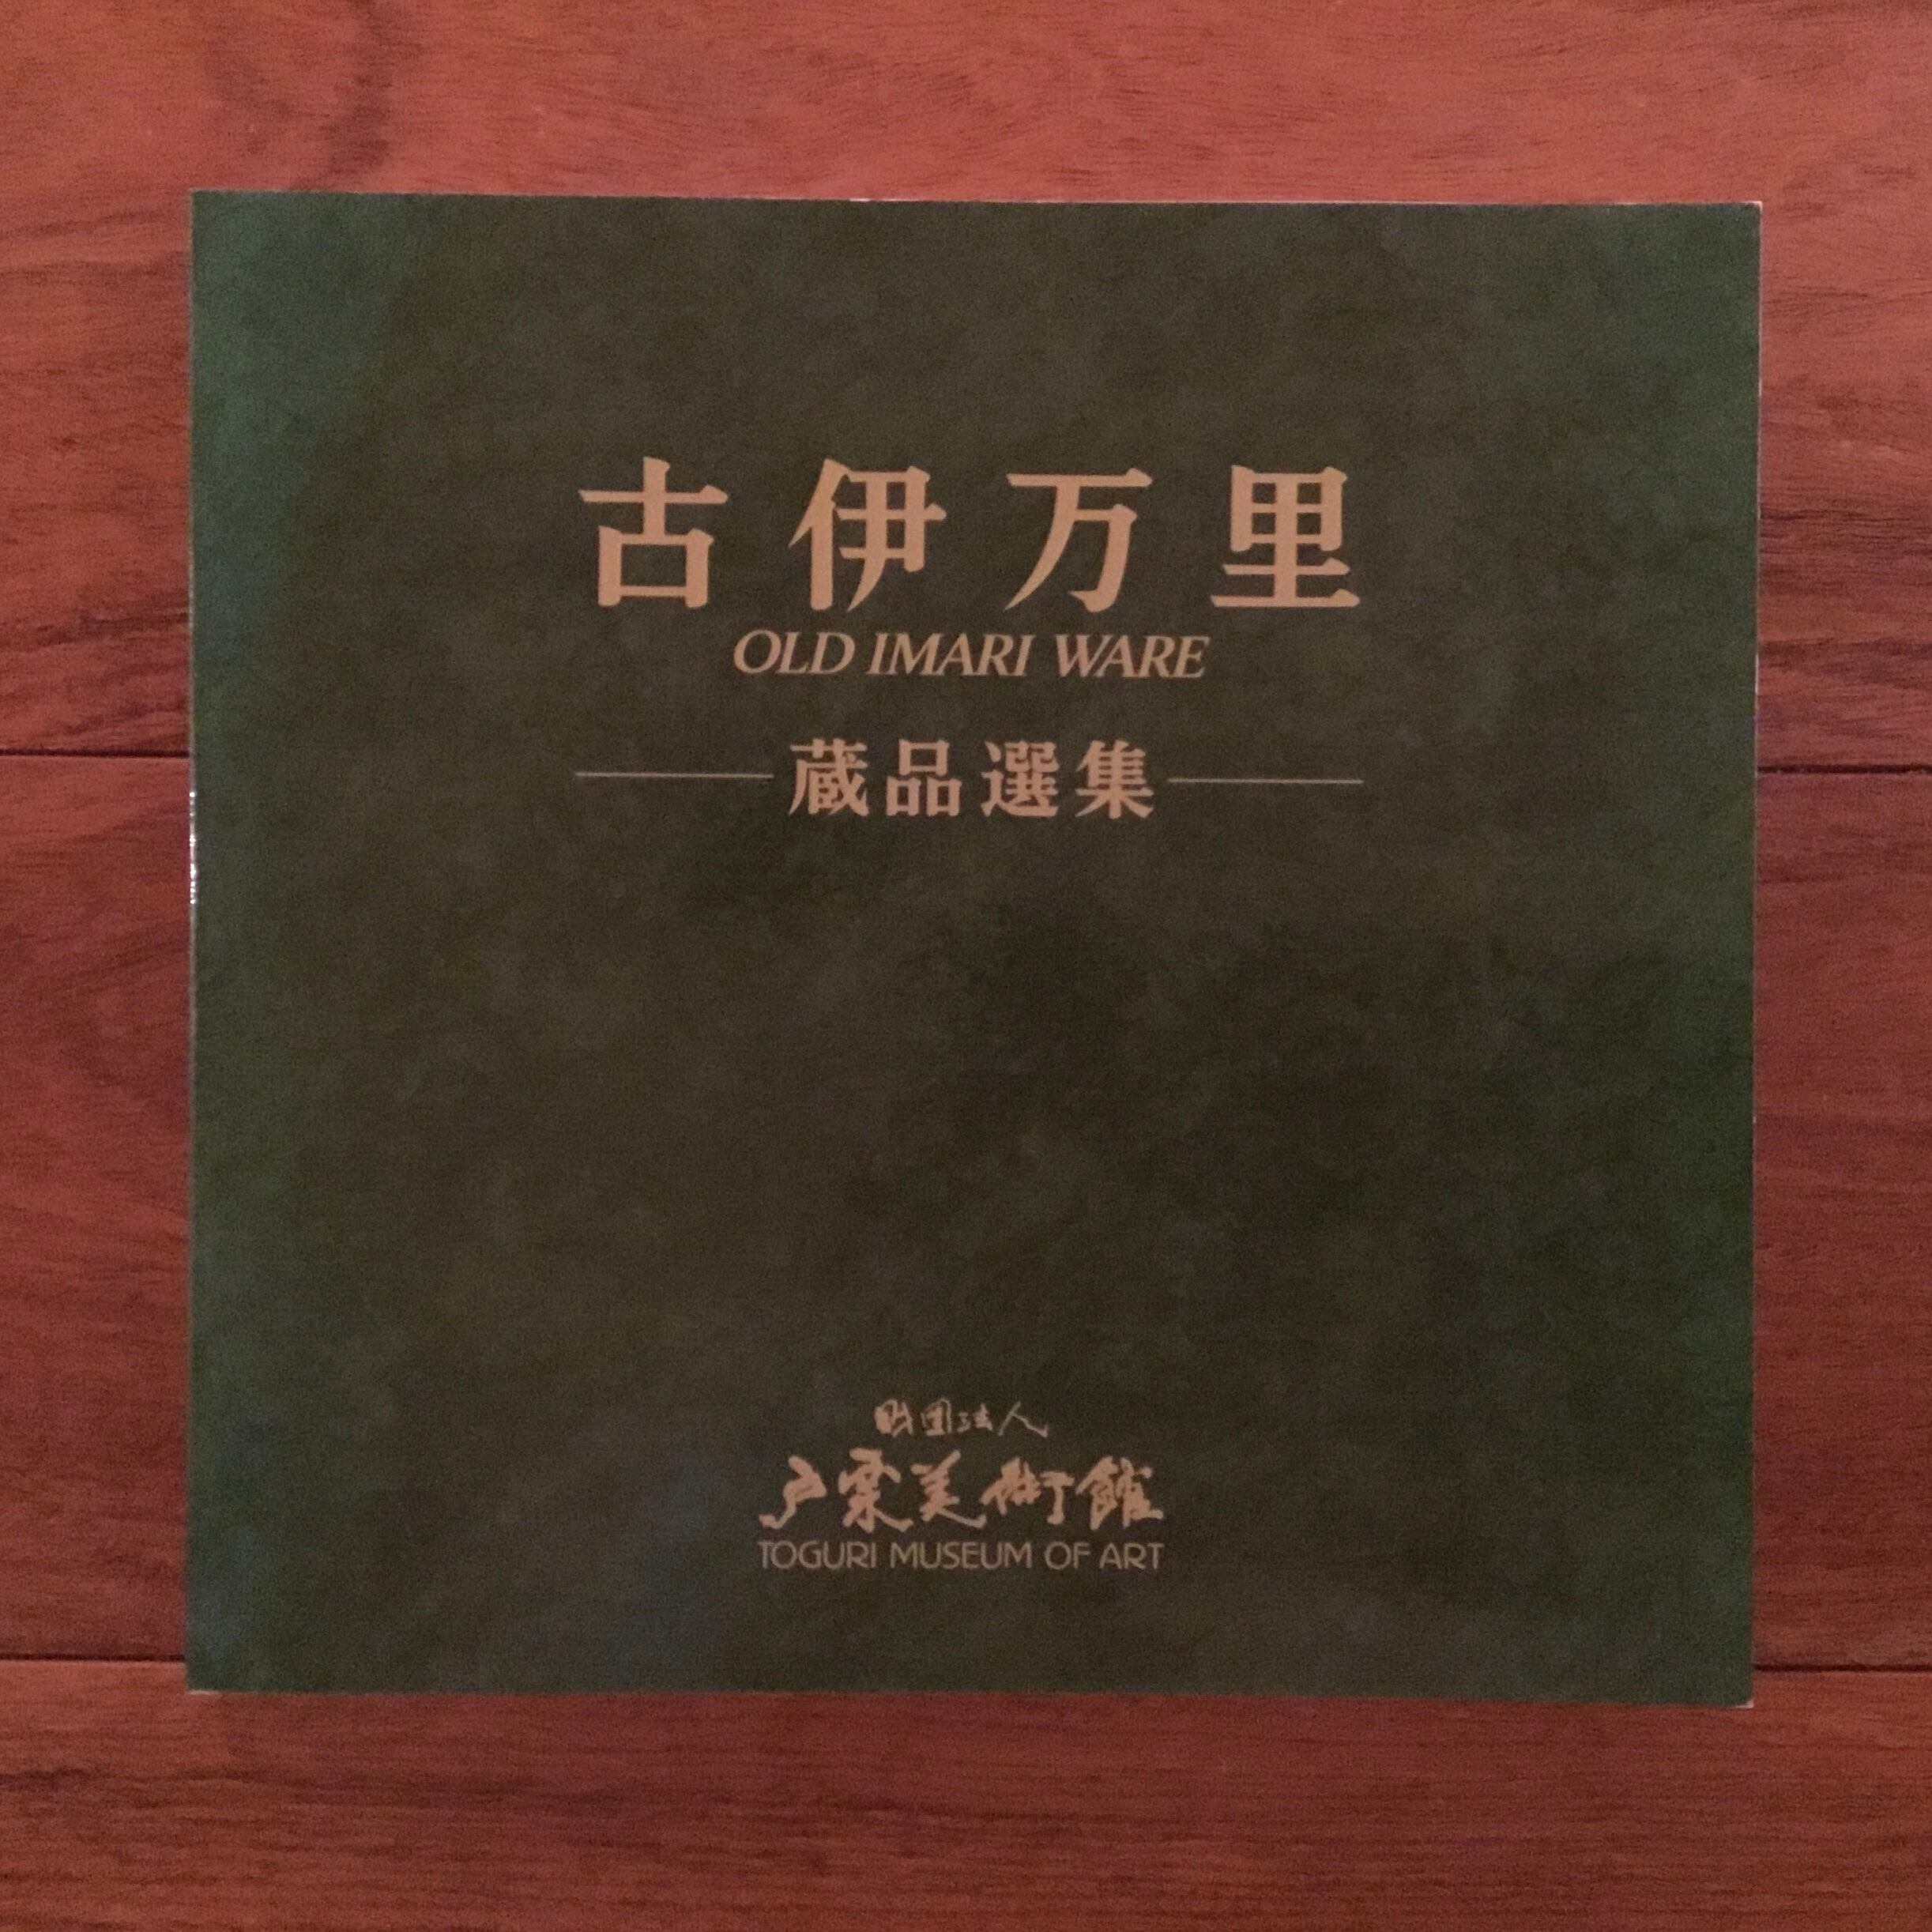 古伊万里
OLD IMARI WARE
蔵品選集
財団法人
戸栗美術館
TOGURI MUSEUM OF ART